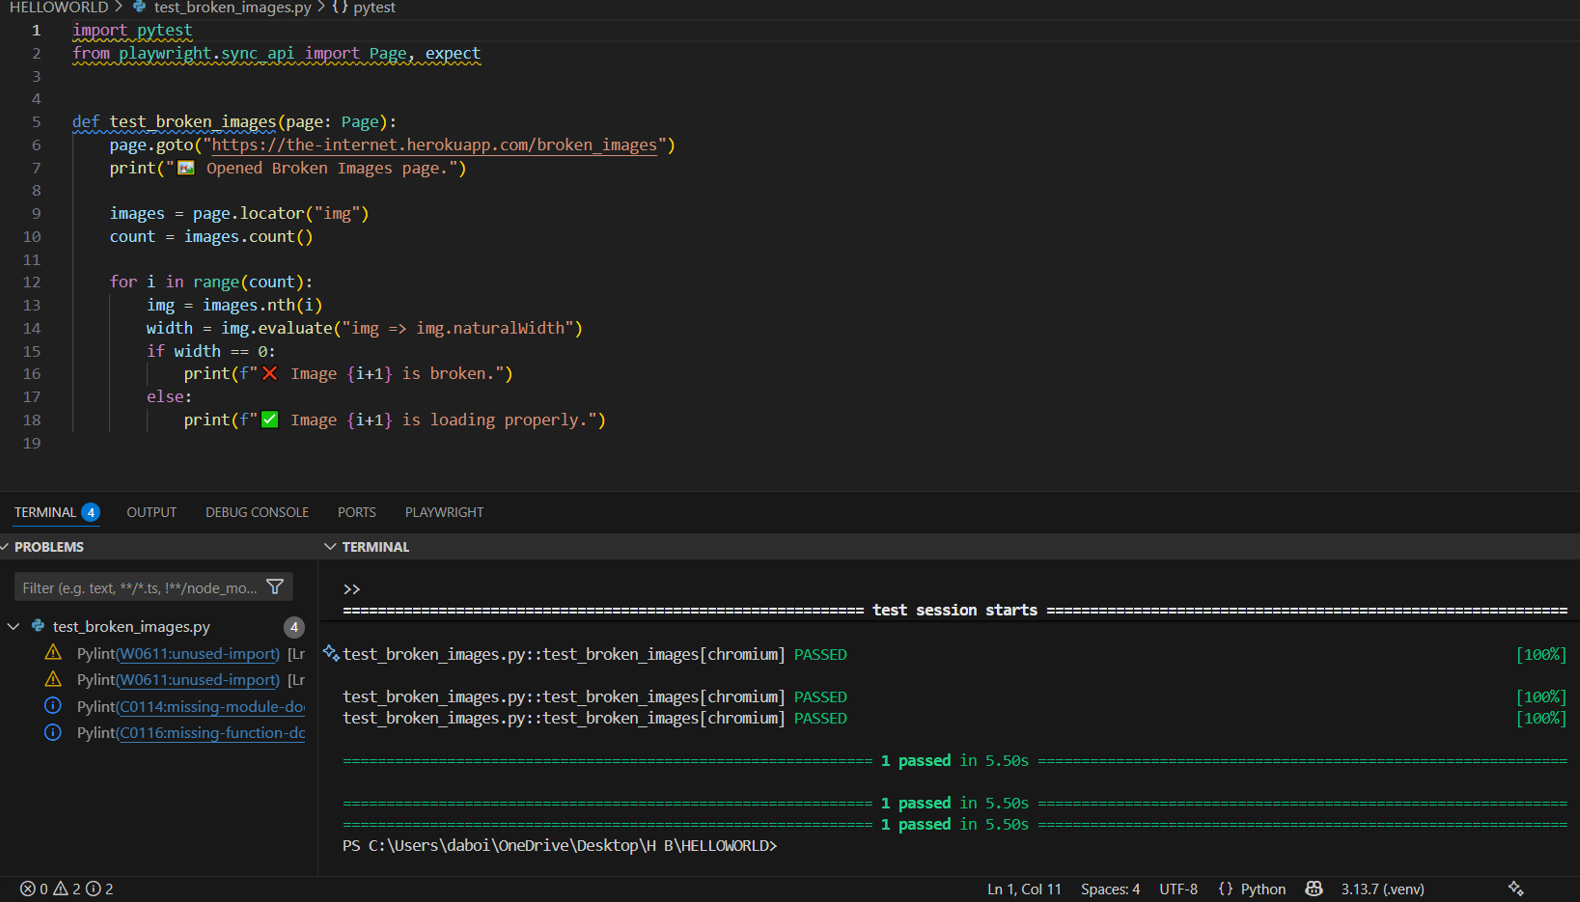 HELLOWORLD > test_broken_images.py > {} pytest
1 import pytest
2 from playwright.sync_api import Page, expect
3
4
5 def test_broken_images(page: Page):
6     page.goto("https://the-internet.herokuapp.com/broken_images")
7     print("🖼️ Opened Broken Images page.")
8
9     images = page.locator("img")
10     count = images.count()
11
12     for i in range(count):
13         img = images.nth(i)
14         width = img.evaluate("img => img.naturalWidth")
15         if width == 0:
16             print(f"❌ Image {i+1} is broken.")
17         else:
18             print(f"✅ Image {i+1} is loading properly.")
19
TERMINAL 4 OUTPUT DEBUG CONSOLE PORTS PLAYWRIGHT
PROBLEMS
Filter (e.g. text, **/*.ts, !**/node_mo...
test_broken_images.py 4
Pylint(W0611:unused-import) [Ln
Pylint(W0611:unused-import) [Ln
Pylint(C0114:missing-module-doc
Pylint(C0116:missing-function-dc
TERMINAL
>>
============================================================ test session starts ============================================================
test_broken_images.py::test_broken_images[chromium] PASSED [100%]
test_broken_images.py::test_broken_images[chromium] PASSED [100%]
test_broken_images.py::test_broken_images[chromium] PASSED [100%]
============================================================= 1 passed in 5.50s =============================================================
============================================================= 1 passed in 5.50s =============================================================
============================================================= 1 passed in 5.50s =============================================================
PS C:\Users\daboi\OneDrive\Desktop\H B\HELLOWORLD>
0 2 2 Ln 1, Col 11 Spaces: 4 UTF-8 {} Python 3.13.7 (.venv)